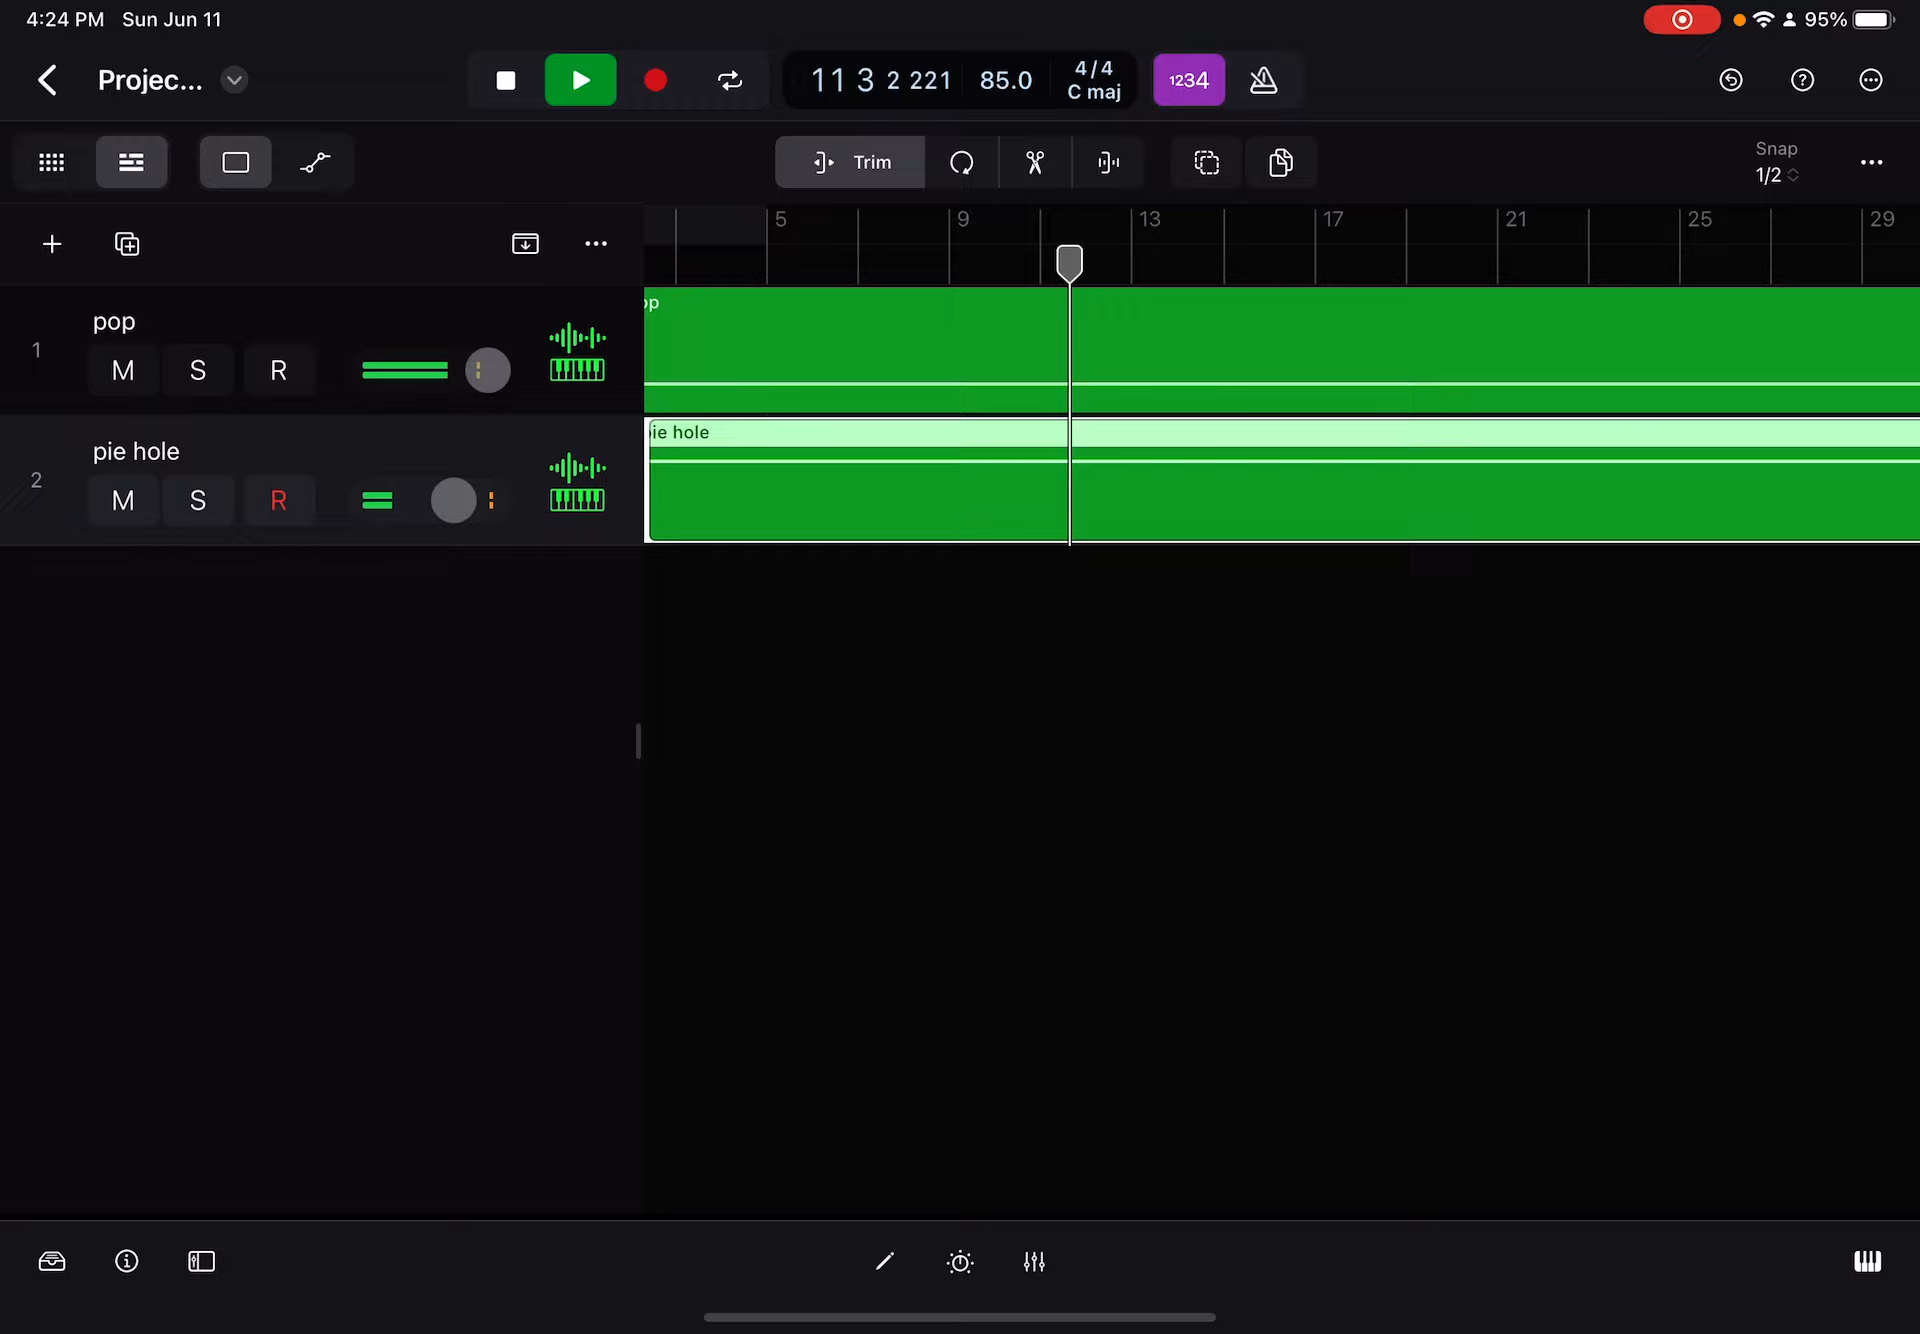 4:24 PM Sun Jun 11
95%
Projec...
11 3 2 221
85.0
4/4
C maj
1234
Trim
Snap
1/2
5 9 13 17 21 25 29
1
pop
M S R
op
2
pie hole
M S R
ie hole